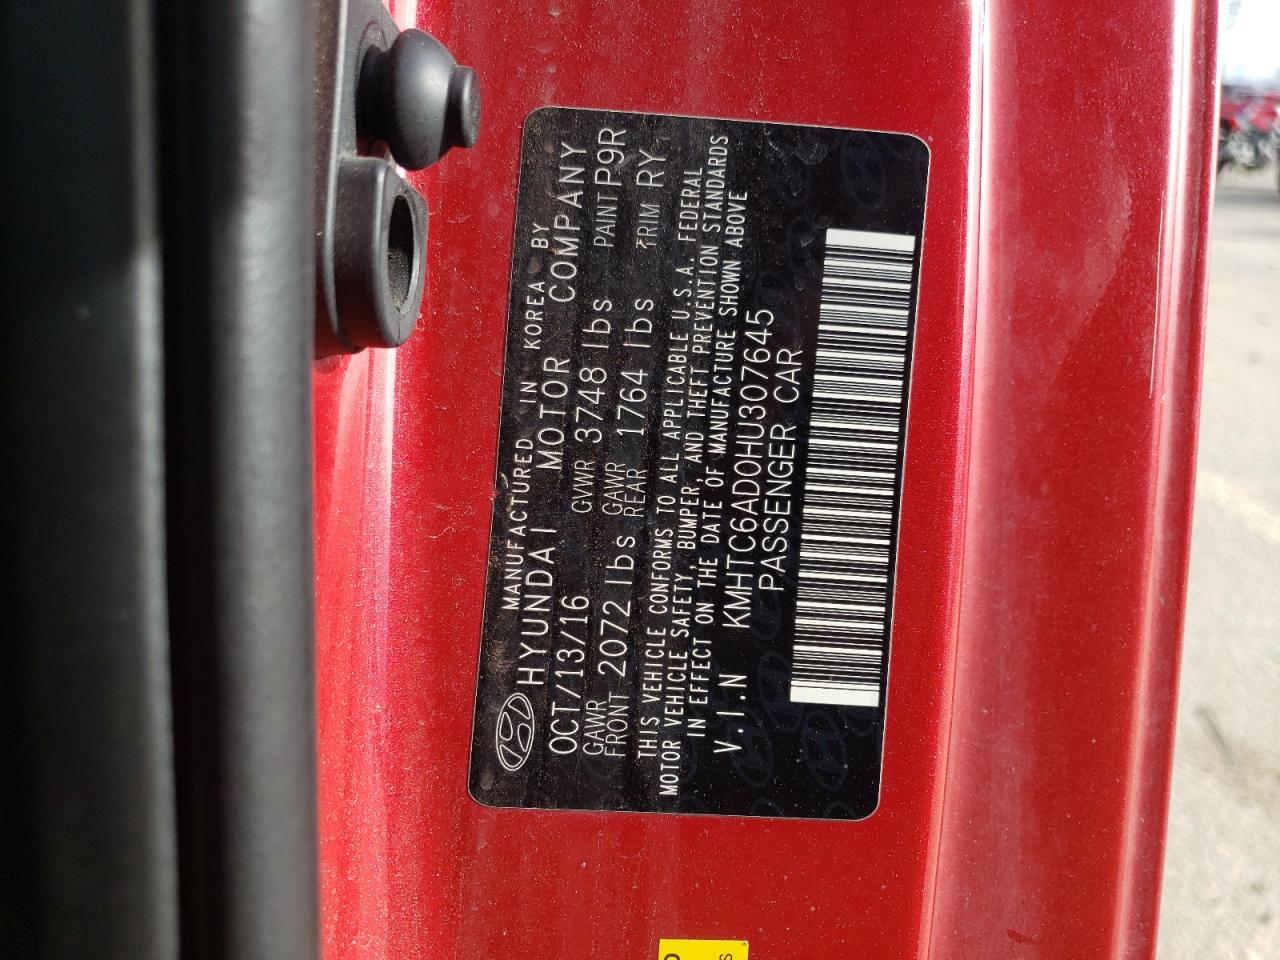 MANUFACTURED IN KOREA BY
HYUNDAI MOTOR COMPANY
OCT/13/16 GVWR 3748 lbs PAINT P9R
GAWR FRONT 2072 lbs GAWR REAR 1764 lbs TRIM RY
THIS VEHICLE CONFORMS TO ALL APPLICABLE U.S.A. FEDERAL
MOTOR VEHICLE SAFETY, BUMPER, AND THEFT PREVENTION STANDARDS
IN EFFECT ON THE DATE OF MANUFACTURE SHOWN ABOVE
V.I.N KMHTC6AD0HU307645
PASSENGER CAR